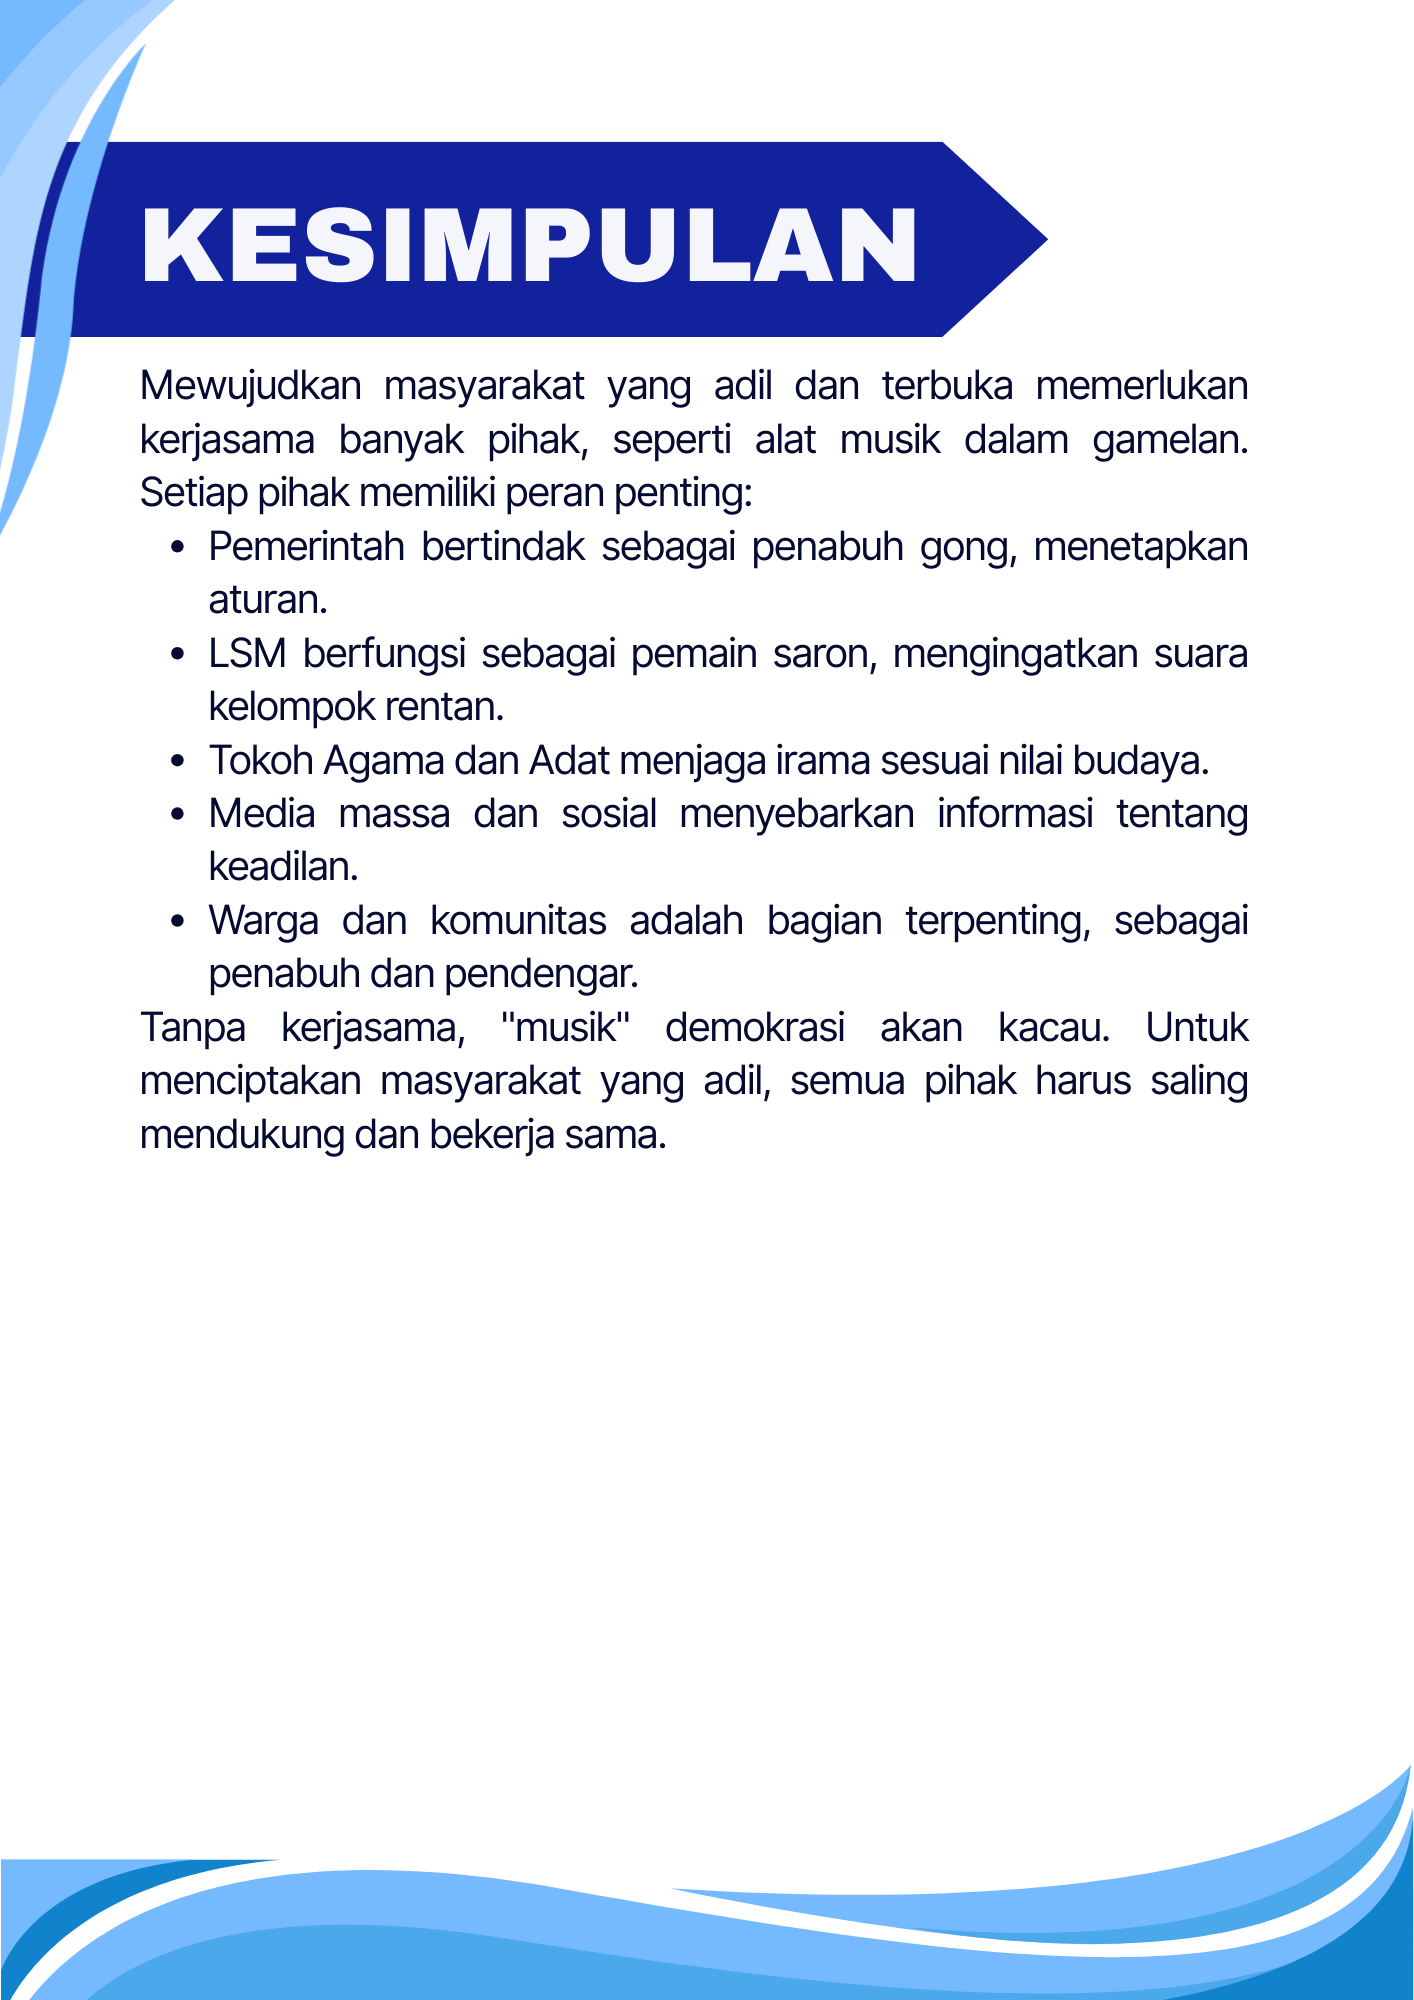 KESIMPULAN
Mewujudkan masyarakat yang adil dan terbuka memerlukan
kerjasama banyak pihak, seperti alat musik dalam gamelan.
Setiap pihak memiliki peran penting:
• Pemerintah bertindak sebagai penabuh gong, menetapkan
aturan.
• LSM berfungsi sebagai pemain saron, mengingatkan suara
kelompok rentan.
• Tokoh Agama dan Adat menjaga irama sesuai nilai budaya.
• Media massa dan sosial menyebarkan informasi tentang
keadilan.
• Warga dan komunitas adalah bagian terpenting, sebagai
penabuh dan pendengar.
Tanpa kerjasama, "musik" demokrasi akan kacau. Untuk
menciptakan masyarakat yang adil, semua pihak harus saling
mendukung dan bekerja sama.